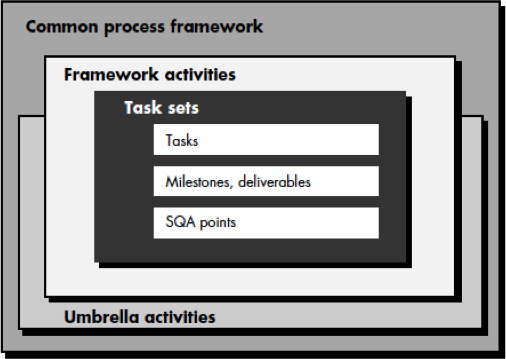 Common process framework
Framework activities
Task sets
Tasks
Milestones, deliverables
SQA points
Umbrella activities